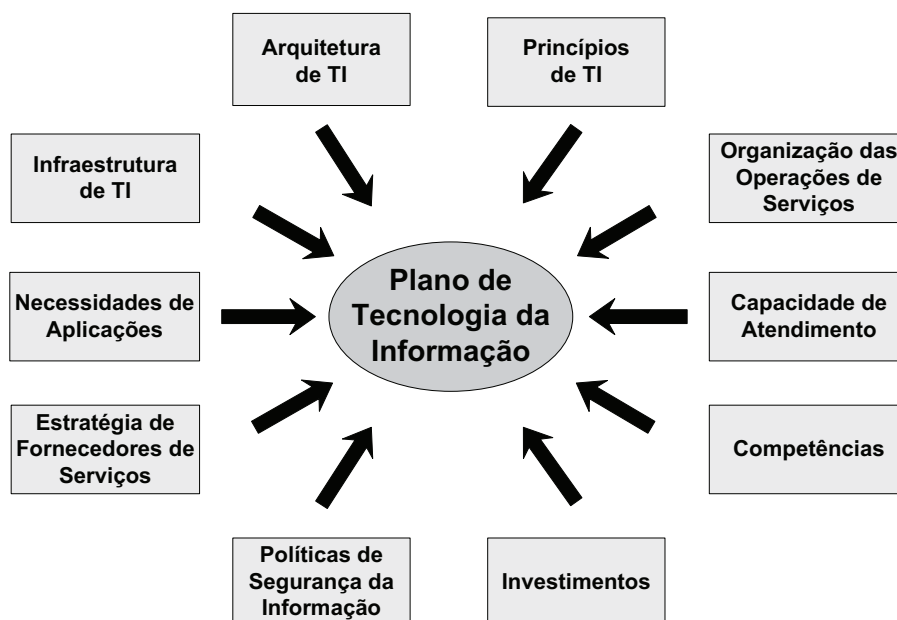 Arquitetura
de TI
Princípios
de TI
Infraestrutura
de TI
Organização das
Operações de
Serviços
Necessidades de
Aplicações
Plano de
Tecnologia da
Informação
Capacidade de
Atendimento
Estratégia de
Fornecedores de
Serviços
Competências
Políticas de
Segurança da
Informação
Investimentos